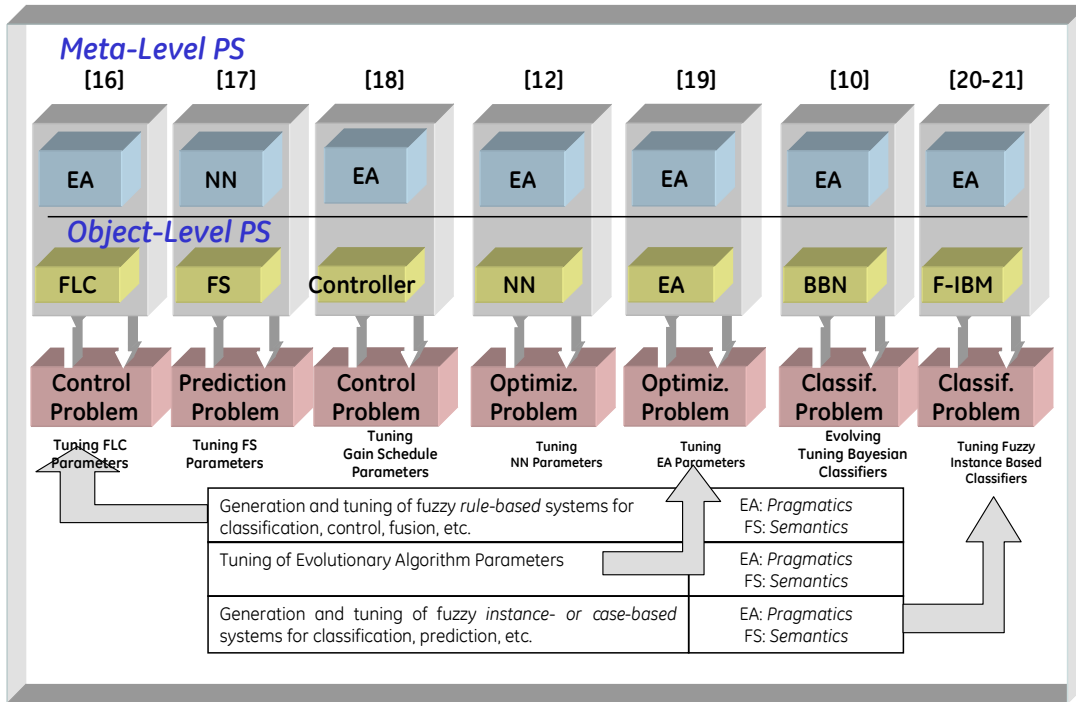 Meta-Level PS
[16] [17] [18] [12] [19] [10] [20-21]
EA NN EA EA EA EA EA
Object-Level PS
FLC FS Controller NN EA BBN F-IBM
Control Prediction Control Optimiz. Optimiz. Classif. Classif.
Problem Problem Problem Problem Problem Problem Problem
Tuning FLC
Parameters
Tuning FS
Parameters
Tuning
Gain Schedule
Parameters
Tuning
NN Parameters
Tuning
EA Parameters
Evolving
Tuning Bayesian
Classifiers
Tuning Fuzzy
Instance Based
Classifiers
Generation and tuning of fuzzy rule-based systems for
classification, control, fusion, etc.
EA: Pragmatics
FS: Semantics
Tuning of Evolutionary Algorithm Parameters
EA: Pragmatics
FS: Semantics
Generation and tuning of fuzzy instance- or case-based
systems for classification, prediction, etc.
EA: Pragmatics
FS: Semantics